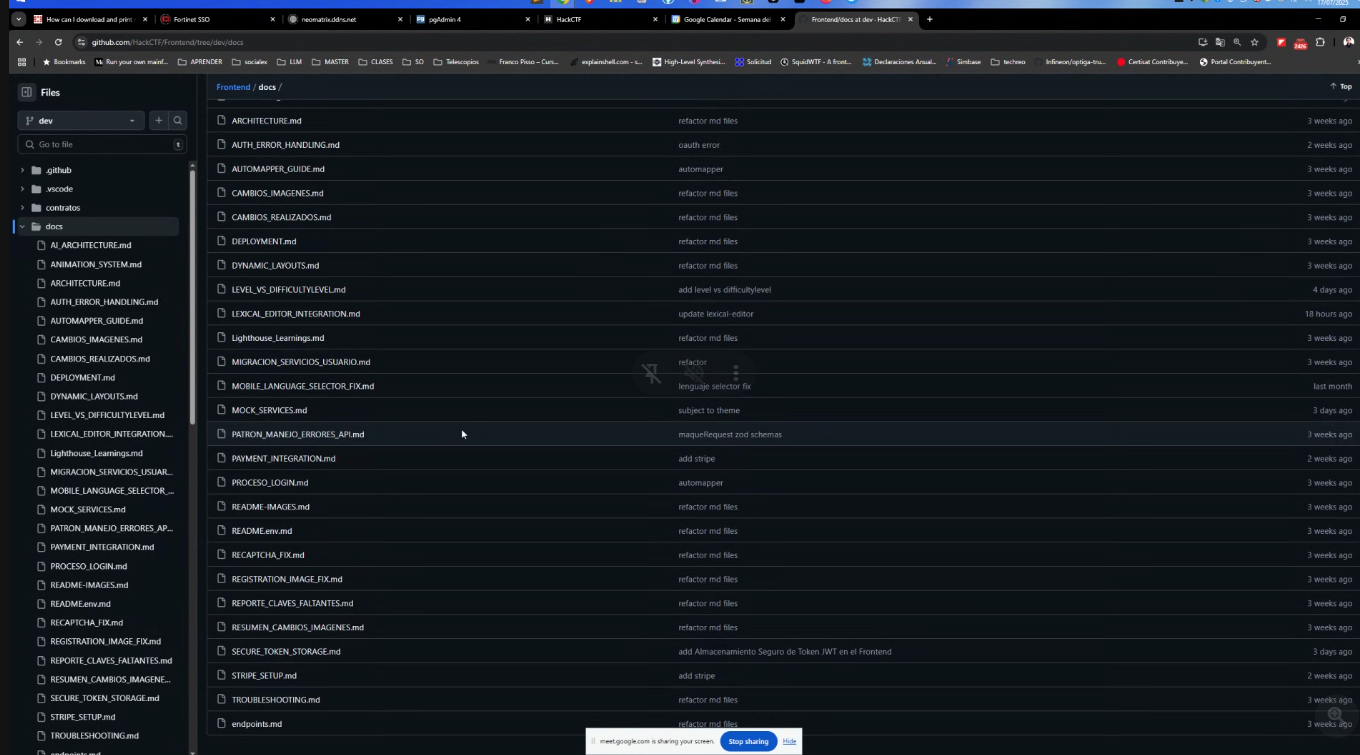 17/07/2025
How can I download and print
Fortinet SSO
neomatrix.ddns.net
pgAdmin 4
HackCTF
Google Calendar - Semana del
Frontend/docs at dev · HackCTF/
github.com/HackCTF/Frontend/tree/dev/docs
2426
Bookmarks
Run your own mainf...
APRENDER
socialex
LLM
MASTER
CLASES
SO
Telescopios
Franco Pisso – Curs...
explainshell.com - s...
High-Level Synthesi...
Solicitud
SquidWTF - A front...
Declaraciones Anual...
Simbase
techreo
Infineon/optiga-tru...
Certisat Contribuye...
Portal Contribuyent...
Files
Frontend / docs /
Top
dev
Go to file
t
.github
.vscode
contratos
docs
AI_ARCHITECTURE.md
ANIMATION_SYSTEM.md
ARCHITECTURE.md
AUTH_ERROR_HANDLING.md
AUTOMAPPER_GUIDE.md
CAMBIOS_IMAGENES.md
CAMBIOS_REALIZADOS.md
DEPLOYMENT.md
DYNAMIC_LAYOUTS.md
LEVEL_VS_DIFFICULTYLEVEL.md
LEXICAL_EDITOR_INTEGRATION....
Lighthouse_Learnings.md
MIGRACION_SERVICIOS_USUAR...
MOBILE_LANGUAGE_SELECTOR_...
MOCK_SERVICES.md
PATRON_MANEJO_ERRORES_AP...
PAYMENT_INTEGRATION.md
PROCESO_LOGIN.md
README-IMAGES.md
README.env.md
RECAPTCHA_FIX.md
REGISTRATION_IMAGE_FIX.md
REPORTE_CLAVES_FALTANTES.md
RESUMEN_CAMBIOS_IMAGENE...
SECURE_TOKEN_STORAGE.md
STRIPE_SETUP.md
TROUBLESHOOTING.md
endpoints.md
ARCHITECTURE.md refactor md files 3 weeks ago
AUTH_ERROR_HANDLING.md oauth error 2 weeks ago
AUTOMAPPER_GUIDE.md automapper 3 weeks ago
CAMBIOS_IMAGENES.md refactor md files 3 weeks ago
CAMBIOS_REALIZADOS.md refactor md files 3 weeks ago
DEPLOYMENT.md refactor md files 3 weeks ago
DYNAMIC_LAYOUTS.md refactor md files 3 weeks ago
LEVEL_VS_DIFFICULTYLEVEL.md add level vs difficultylevel 4 days ago
LEXICAL_EDITOR_INTEGRATION.md update lexical-editor 18 hours ago
Lighthouse_Learnings.md refactor md files 3 weeks ago
MIGRACION_SERVICIOS_USUARIO.md refactor 3 weeks ago
MOBILE_LANGUAGE_SELECTOR_FIX.md lenguaje selector fix last month
MOCK_SERVICES.md subject to theme 3 days ago
PATRON_MANEJO_ERRORES_API.md maqueRequest zod schemas 3 weeks ago
PAYMENT_INTEGRATION.md add stripe 2 weeks ago
PROCESO_LOGIN.md automapper 3 weeks ago
README-IMAGES.md refactor md files 3 weeks ago
README.env.md refactor md files 3 weeks ago
RECAPTCHA_FIX.md refactor md files 3 weeks ago
REGISTRATION_IMAGE_FIX.md refactor md files 3 weeks ago
REPORTE_CLAVES_FALTANTES.md refactor md files 3 weeks ago
RESUMEN_CAMBIOS_IMAGENES.md refactor md files 3 weeks ago
SECURE_TOKEN_STORAGE.md add Almacenamiento Seguro de Token JWT en el Frontend 3 days ago
STRIPE_SETUP.md add stripe 2 weeks ago
TROUBLESHOOTING.md refactor md files 3 weeks ago
endpoints.md refactor md files 3 weeks ago
meet.google.com is sharing your screen.
Stop sharing
Hide